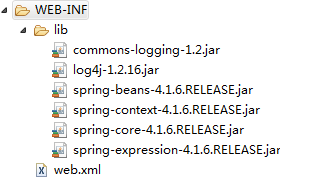 WEB-INF
lib
commons-logging-1.2.jar
log4j-1.2.16.jar
spring-beans-4.1.6.RELEASE.jar
spring-context-4.1.6.RELEASE.jar
spring-core-4.1.6.RELEASE.jar
spring-expression-4.1.6.RELEASE.jar
web.xml